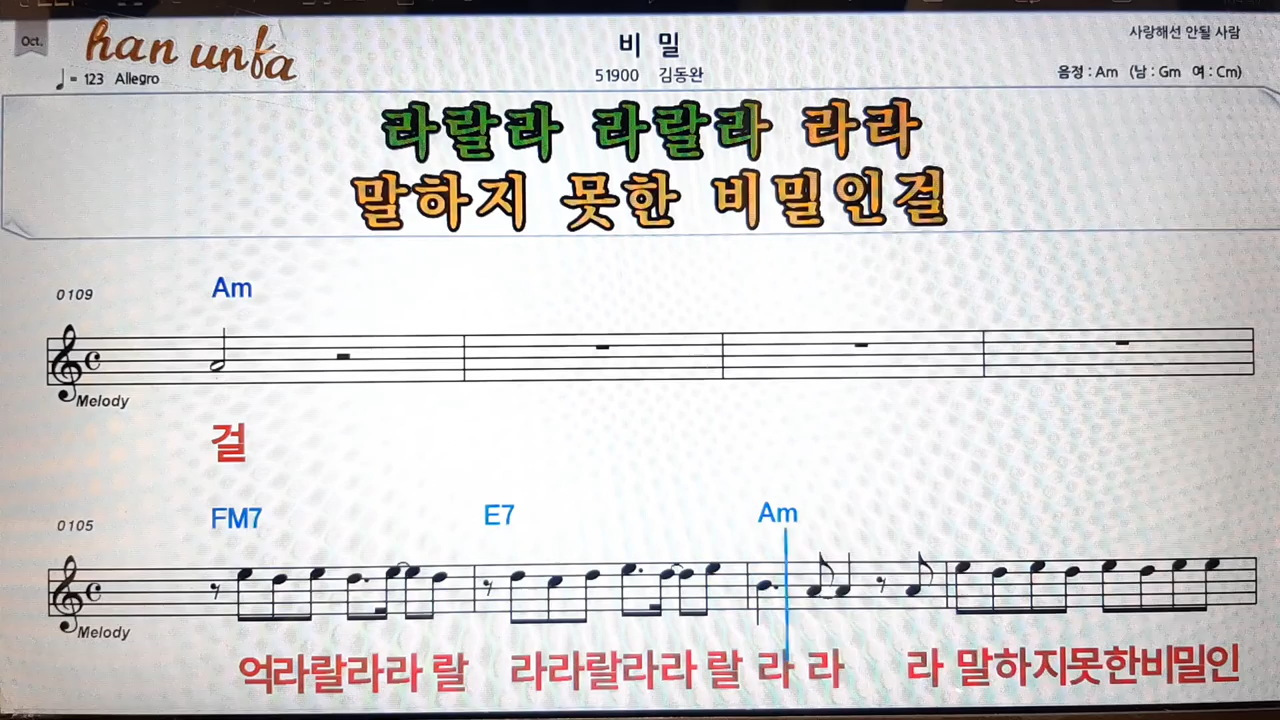 Oct.
han unfa
비 밀
사랑해선 안될 사람
♩ = 123 Allegro
51900 김동완
음정 : Am (남 : Gm 여 : Cm)
라랄라 라랄라 라라
말하지 못한 비밀인걸
0109
Am
Melody
걸
0105
FM7 E7 Am
Melody
억라랄라라 랄 라라랄라라 랄 라 라 라 말하지못한비밀인